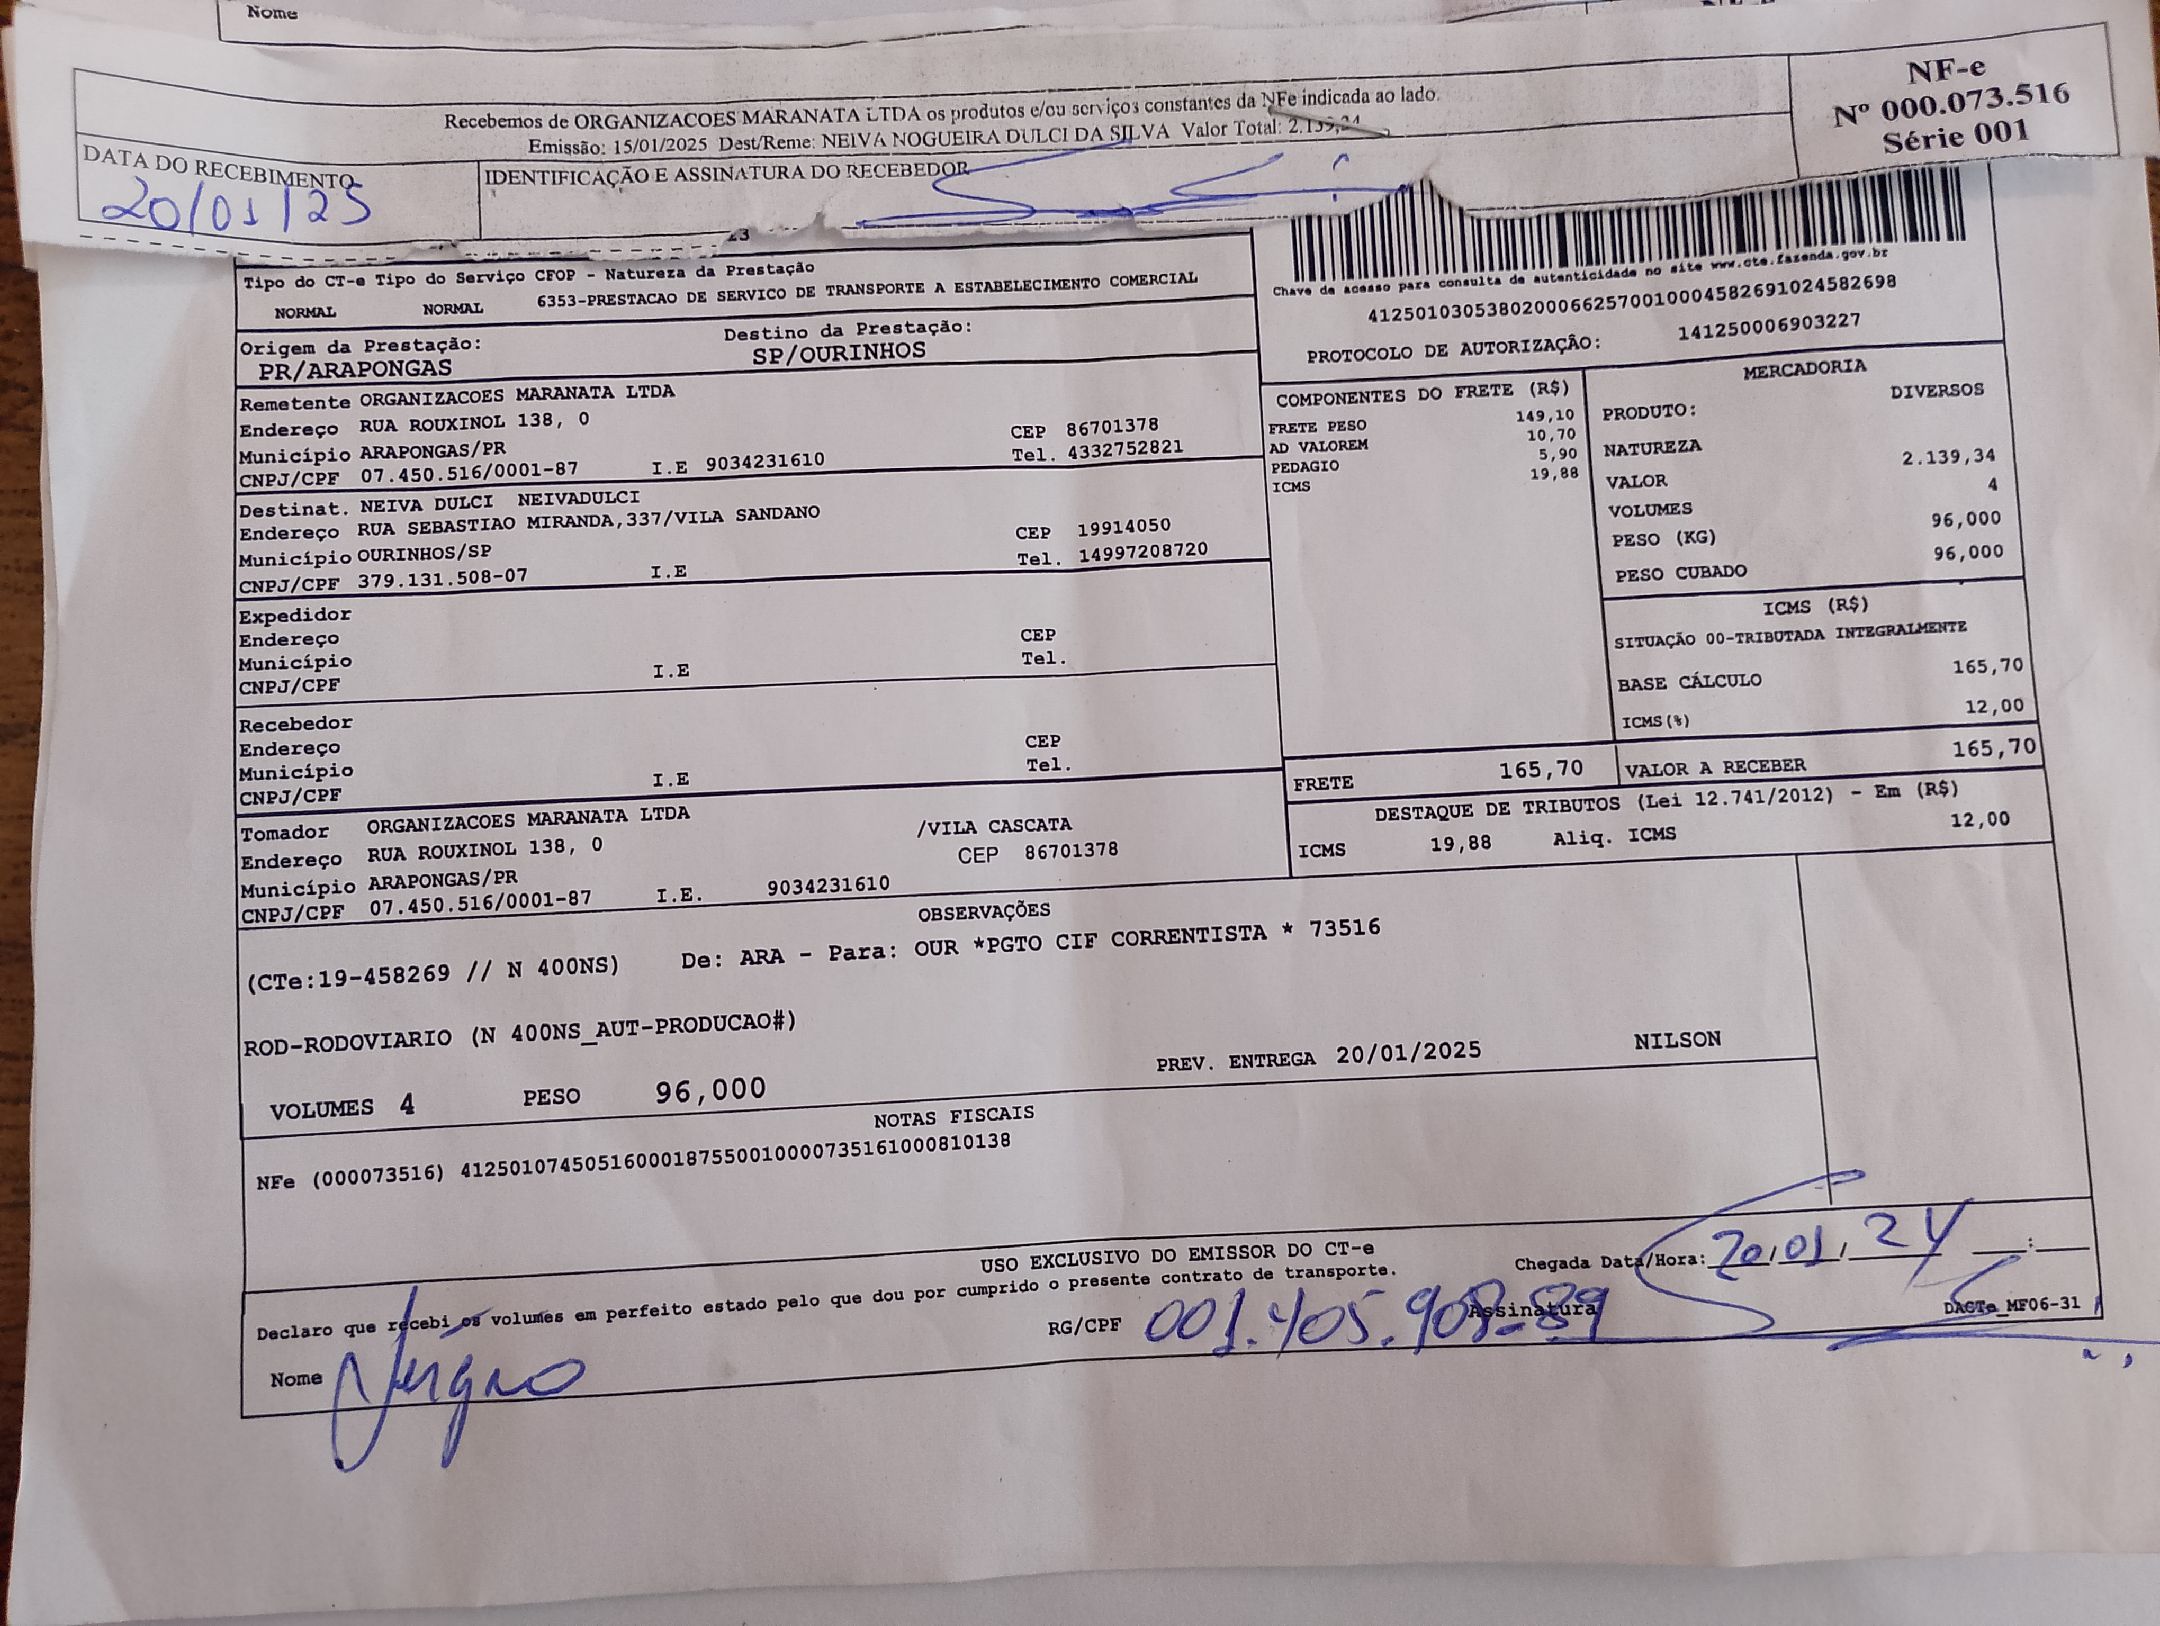 Nome
Recebemos de ORGANIZACOES MARANATA LTDA os produtos e/ou serviços constantes da NFe indicada ao lado.
Emissão: 15/01/2025 Dest/Reme: NEIVA NOGUEIRA DULCI DA SILVA Valor Total: 2.139,34
NF-e
Nº 000.073.516
Série 001
DATA DO RECEBIMENTO
20/01/25
IDENTIFICAÇÃO E ASSINATURA DO RECEBEDOR
Tipo do CT-e Tipo do Serviço CFOP - Natureza da Prestação
NORMAL NORMAL 6353-PRESTACAO DE SERVICO DE TRANSPORTE A ESTABELECIMENTO COMERCIAL
Chave de acesso para consulta de autenticidade no site www.cte.fazenda.gov.br
41250103053802000662570010004582691024582698
PROTOCOLO DE AUTORIZAÇÃO: 141250006903227
Origem da Prestação: Destino da Prestação:
PR/ARAPONGAS SP/OURINHOS
Remetente ORGANIZACOES MARANATA LTDA
Endereço RUA ROUXINOL 138, 0 CEP 86701378
Município ARAPONGAS/PR Tel. 4332752821
CNPJ/CPF 07.450.516/0001-87 I.E 9034231610
Destinat. NEIVA DULCI NEIVADULCI
Endereço RUA SEBASTIAO MIRANDA,337/VILA SANDANO CEP 19914050
Município OURINHOS/SP Tel. 14997208720
CNPJ/CPF 379.131.508-07 I.E
Expedidor
Endereço CEP
Município Tel.
CNPJ/CPF I.E
Recebedor
Endereço CEP
Município Tel.
CNPJ/CPF I.E
Tomador ORGANIZACOES MARANATA LTDA /VILA CASCATA
Endereço RUA ROUXINOL 138, 0 CEP 86701378
Município ARAPONGAS/PR
CNPJ/CPF 07.450.516/0001-87 I.E. 9034231610
COMPONENTES DO FRETE (R$)
FRETE PESO 149,10
AD VALOREM 10,70
PEDAGIO 5,90
ICMS 19,88
MERCADORIA
PRODUTO: DIVERSOS
NATUREZA
VALOR 2.139,34
VOLUMES 4
PESO (KG) 96,000
PESO CUBADO 96,000
ICMS (R$)
SITUAÇÃO 00-TRIBUTADA INTEGRALMENTE
BASE CÁLCULO 165,70
ICMS(%) 12,00
FRETE 165,70 VALOR A RECEBER 165,70
DESTAQUE DE TRIBUTOS (Lei 12.741/2012) - Em (R$)
ICMS 19,88 Aliq. ICMS 12,00
OBSERVAÇÕES
(CTe:19-458269 // N 400NS) De: ARA - Para: OUR *PGTO CIF CORRENTISTA * 73516
ROD-RODOVIARIO (N 400NS_AUT-PRODUCAO#)
VOLUMES 4 PESO 96,000 PREV. ENTREGA 20/01/2025 NILSON
NOTAS FISCAIS
NFe (000073516) 41250107450516000187550010000735161000810138
USO EXCLUSIVO DO EMISSOR DO CT-e
Declaro que recebi os volumes em perfeito estado pelo que dou por cumprido o presente contrato de transporte.
Chegada Data/Hora: 20/01/24 :
Nome
RG/CPF 001.405.908-89 Assinatura
DACTe_MF06-31